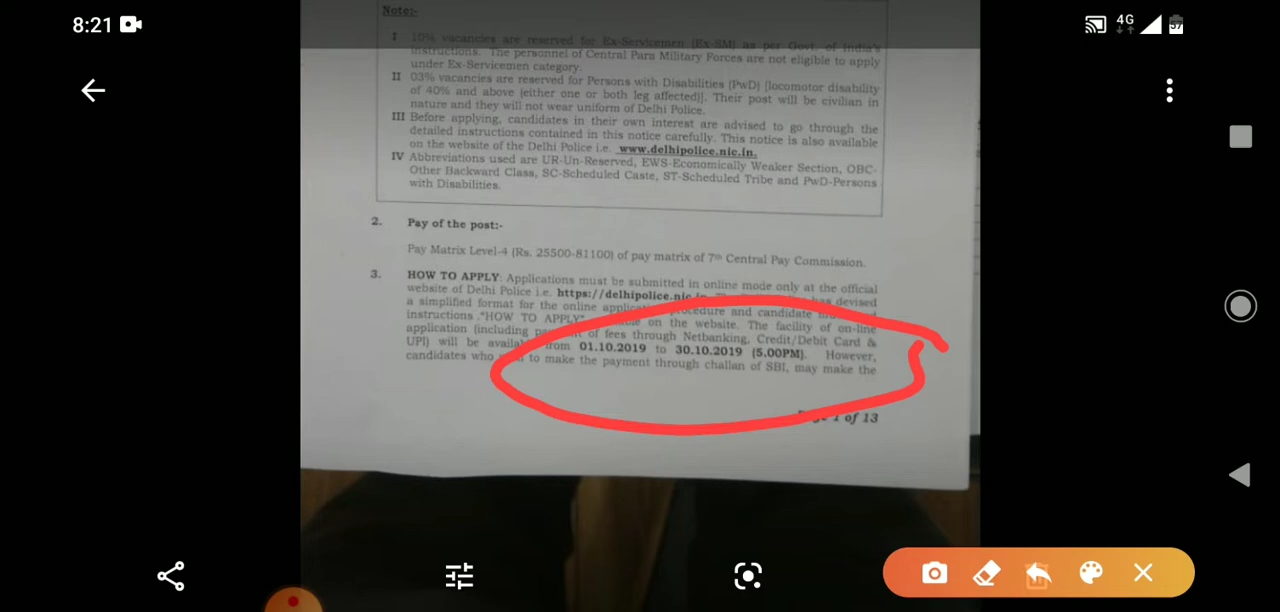 8:21
4G
57
Note:-
I 10% vacancies are reserved for Ex-Servicemen (Ex-SM) as per Govt. of India's
instructions. The personnel of Central Para Military Forces are not eligible to apply
under Ex-Servicemen category.
II 03% vacancies are reserved for Persons with Disabilities (PwD) [locomotor disability
of 40% and above (either one or both leg affected)]. Their post will be civilian in
nature and they will not wear uniform of Delhi Police.
III Before applying, candidates in their own interest are advised to go through the
detailed instructions contained in this notice carefully. This notice is also available
on the website of the Delhi Police i.e. www.delhipolice.nic.in.
IV Abbreviations used are UR-Un-Reserved, EWS-Economically Weaker Section, OBC-
Other Backward Class, SC-Scheduled Caste, ST-Scheduled Tribe and PwD-Persons
with Disabilities.
2. Pay of the post:-
Pay Matrix Level-4 (Rs. 25500-81100) of pay matrix of 7th Central Pay Commission.
3. HOW TO APPLY: Applications must be submitted in online mode only at the official
website of Delhi Police i.e. https://delhipolice.nic.in. has devised
a simplified format for the online procedure and candidate
instructions ."HOW TO APPLY" on the website. The facility of on-line
application (including of fees through Netbanking, Credit/Debit Card &
UPI) will be from 01.10.2019 to 30.10.2019 (5.00PM). However,
candidates who to make the payment through challan of SBI, may make the
Page 1 of 13